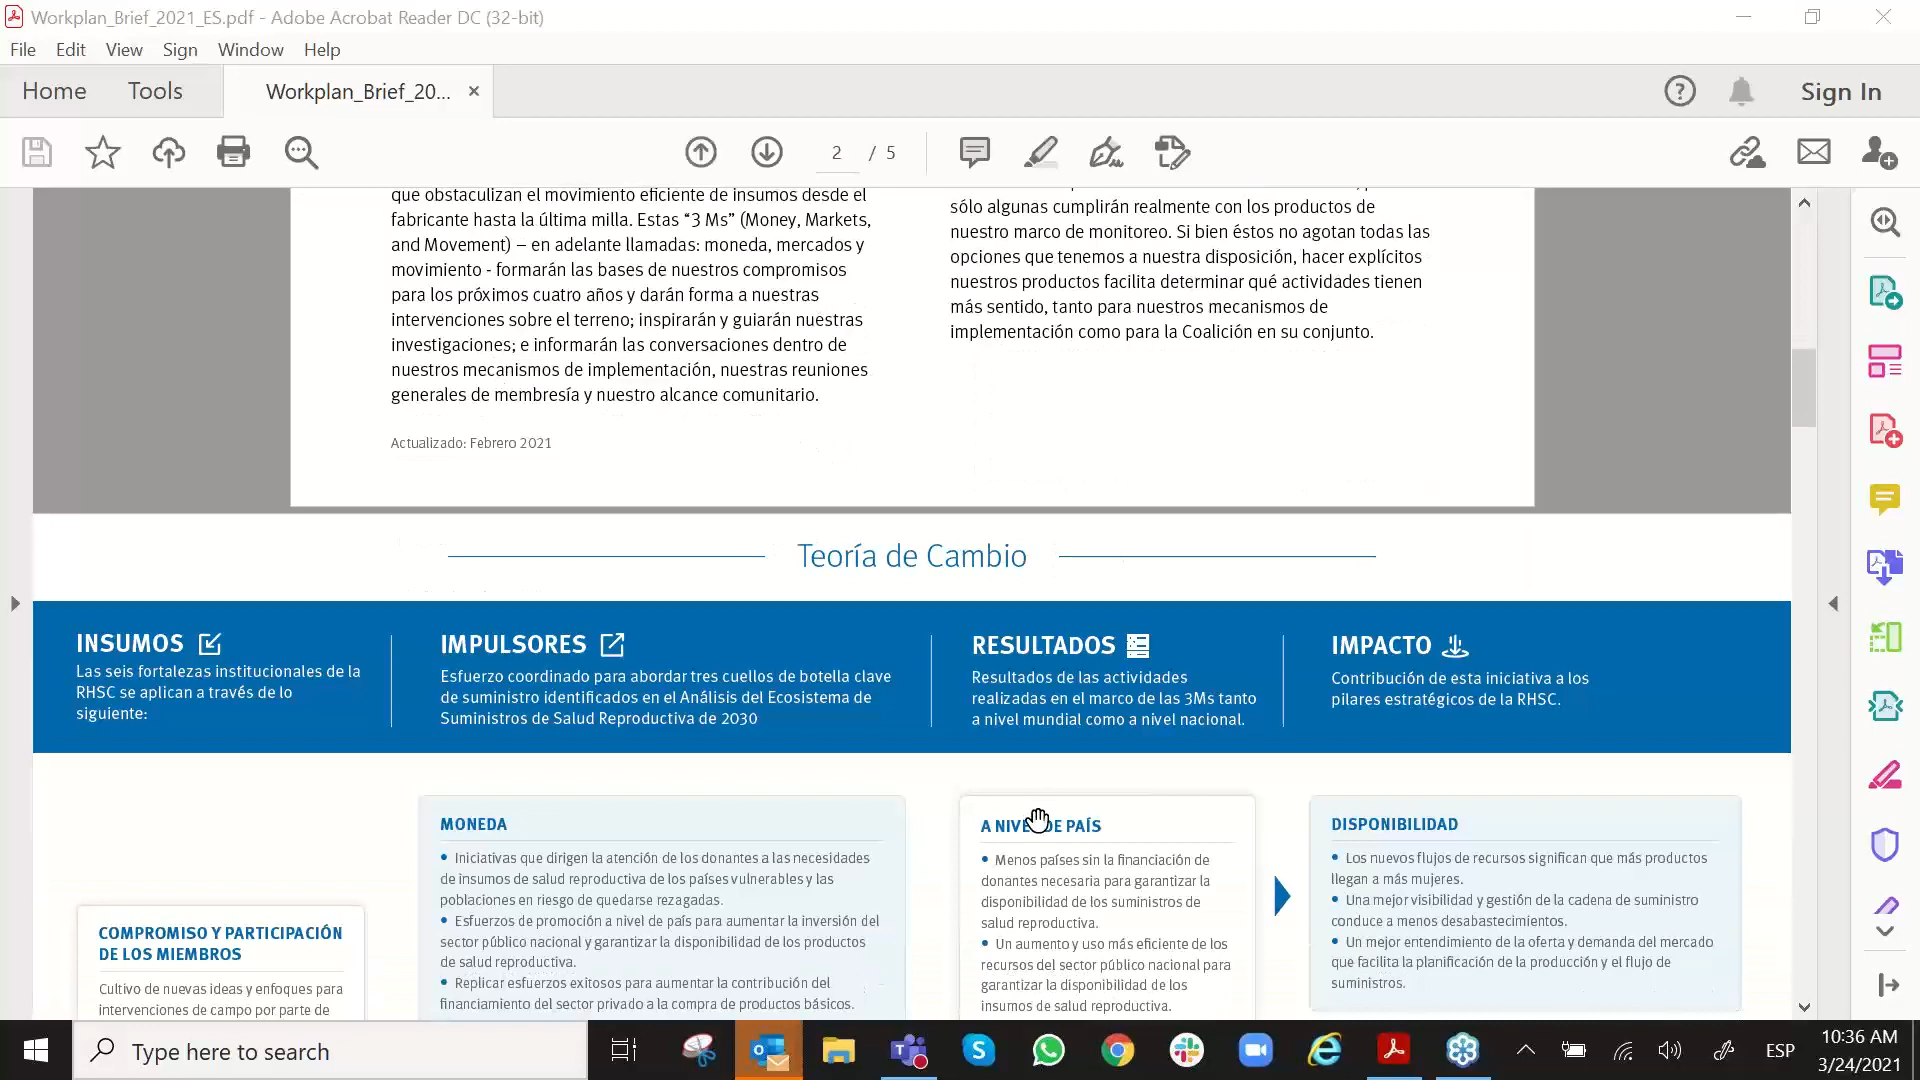 Workplan_Brief_2021_ES.pdf - Adobe Acrobat Reader DC (32-bit)
File Edit View Sign Window Help
Home Tools Workplan_Brief_20... × Sign In
2 / 5
que obstaculizan el movimiento eficiente de insumos desde el
fabricante hasta la última milla. Estas “3 Ms” (Money, Markets,
and Movement) – en adelante llamadas: moneda, mercados y
movimiento - formarán las bases de nuestros compromisos
para los próximos cuatro años y darán forma a nuestras
intervenciones sobre el terreno; inspirarán y guiarán nuestras
investigaciones; e informarán las conversaciones dentro de
nuestros mecanismos de implementación, nuestras reuniones
generales de membresía y nuestro alcance comunitario.
Actualizado: Febrero 2021
sólo algunas cumplirán realmente con los productos de
nuestro marco de monitoreo. Si bien éstos no agotan todas las
opciones que tenemos a nuestra disposición, hacer explícitos
nuestros productos facilita determinar qué actividades tienen
más sentido, tanto para nuestros mecanismos de
implementación como para la Coalición en su conjunto.
Teoría de Cambio
INSUMOS
Las seis fortalezas institucionales de la
RHSC se aplican a través de lo
siguiente:
IMPULSORES
Esfuerzo coordinado para abordar tres cuellos de botella clave
de suministro identificados en el Análisis del Ecosistema de
Suministros de Salud Reproductiva de 2030
RESULTADOS
Resultados de las actividades
realizadas en el marco de las 3Ms tanto
a nivel mundial como a nivel nacional.
IMPACTO
Contribución de esta iniciativa a los
pilares estratégicos de la RHSC.
COMPROMISO Y PARTICIPACIÓN
DE LOS MIEMBROS
Cultivo de nuevas ideas y enfoques para
intervenciones de campo por parte de
MONEDA
• Iniciativas que dirigen la atención de los donantes a las necesidades
de insumos de salud reproductiva de los países vulnerables y las
poblaciones en riesgo de quedarse rezagadas.
• Esfuerzos de promoción a nivel de país para aumentar la inversión del
sector público nacional y garantizar la disponibilidad de los productos
de salud reproductiva.
• Replicar esfuerzos exitosos para aumentar la contribución del
financiamiento del sector privado a la compra de productos básicos.
A NIVEL DE PAÍS
• Menos países sin la financiación de
donantes necesaria para garantizar la
disponibilidad de los suministros de
salud reproductiva.
• Un aumento y uso más eficiente de los
recursos del sector público nacional para
garantizar la disponibilidad de los
insumos de salud reproductiva.
DISPONIBILIDAD
• Los nuevos flujos de recursos significan que más productos
llegan a más mujeres.
• Una mejor visibilidad y gestión de la cadena de suministro
conduce a menos desabastecimientos.
• Un mejor entendimiento de la oferta y demanda del mercado
que facilita la planificación de la producción y el flujo de
suministros.
Type here to search
ESP
10:36 AM
3/24/2021